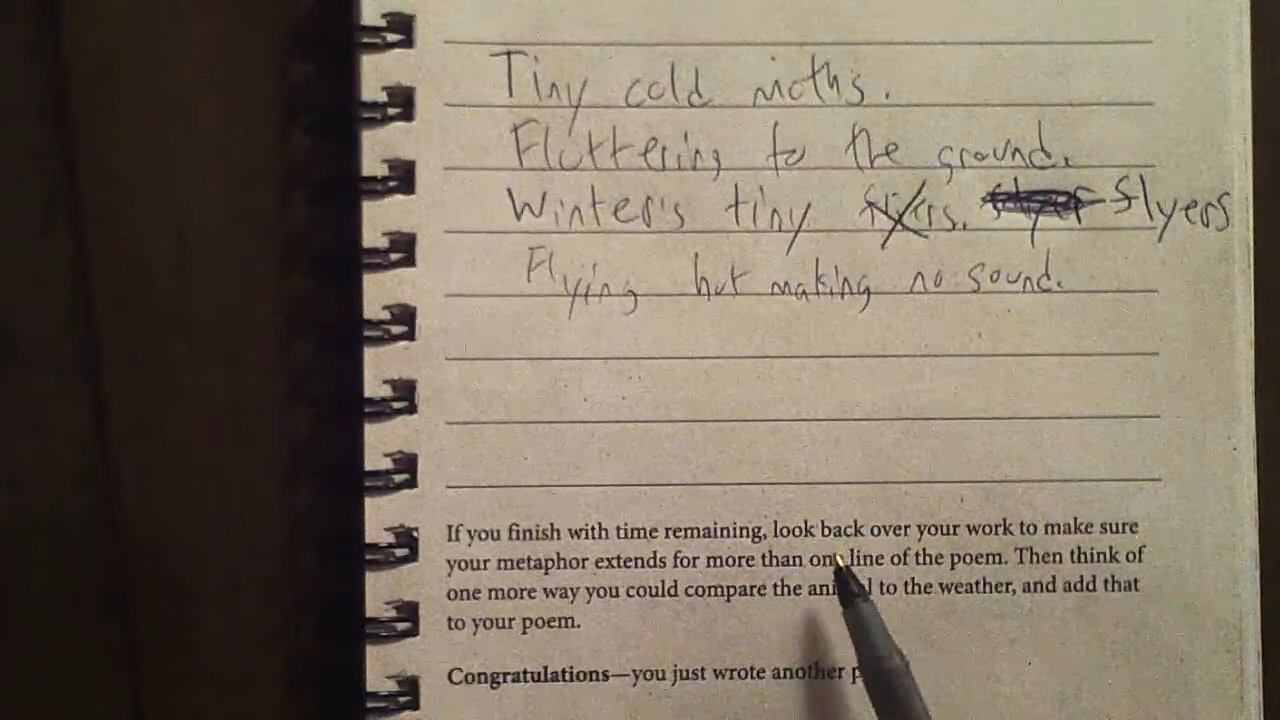 Tiny cold moths.
Fluttering to the ground.
Winter's tiny flyers
Flying but making no sound.
If you finish with time remaining, look back over your work to make sure
your metaphor extends for more than one line of the poem. Then think of
one more way you could compare the animal to the weather, and add that
to your poem.
Congratulations—you just wrote another